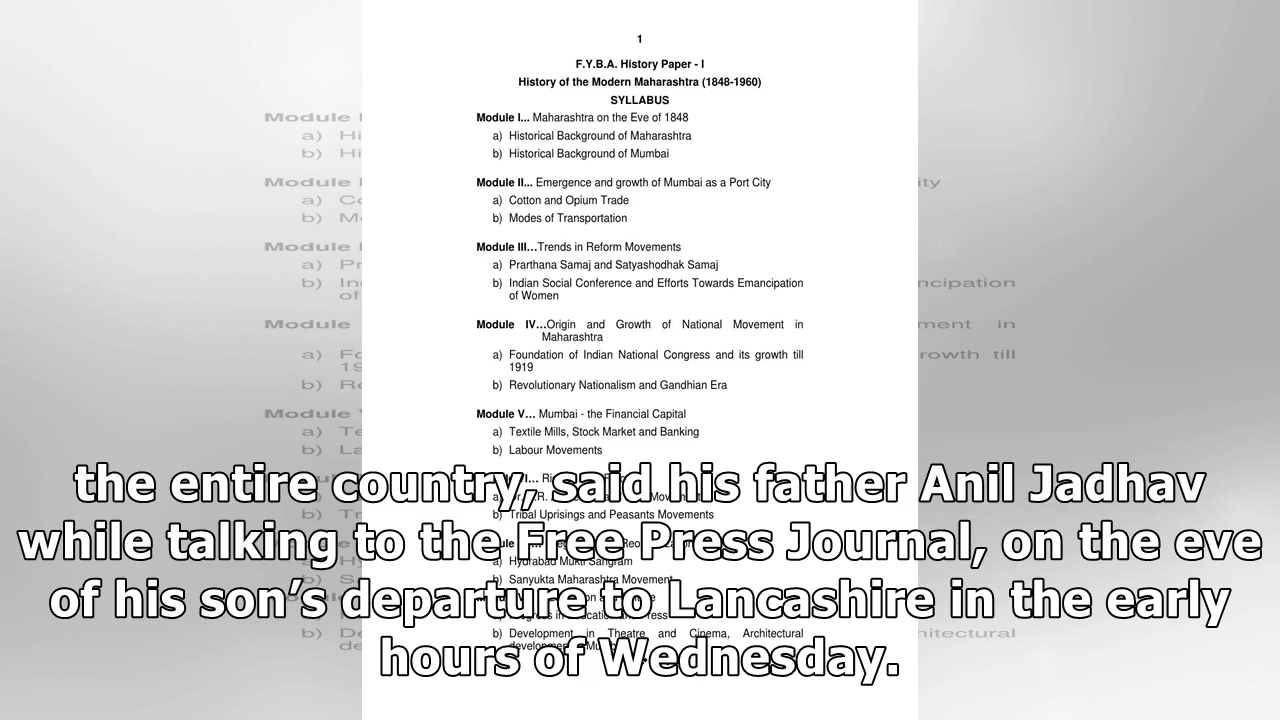 1
F.Y.B.A. History Paper - I
History of the Modern Maharashtra (1848-1960)
SYLLABUS
Module I... Maharashtra on the Eve of 1848
a) Historical Background of Maharashtra
b) Historical Background of Mumbai
Module II... Emergence and growth of Mumbai as a Port City
a) Cotton and Opium Trade
b) Modes of Transportation
Module III...Trends in Reform Movements
a) Prarthana Samaj and Satyashodhak Samaj
b) Indian Social Conference and Efforts Towards Emancipation
of Women
Module IV...Origin and Growth of National Movement in
Maharashtra
a) Foundation of Indian National Congress and its growth till
1919
b) Revolutionary Nationalism and Gandhian Era
Module V... Mumbai - the Financial Capital
a) Textile Mills, Stock Market and Banking
b) Labour Movements
b) Tribal Uprisings and Peasants Movements
a) Hydrabad Mukti Sangram
b) Sanyukta Maharashtra Movement
b) Development in Theatre and Cinema, Architectural
the entire country, said his father Anil Jadhav
while talking to the Free Press Journal, on the eve
of his son’s departure to Lancashire in the early
hours of Wednesday.